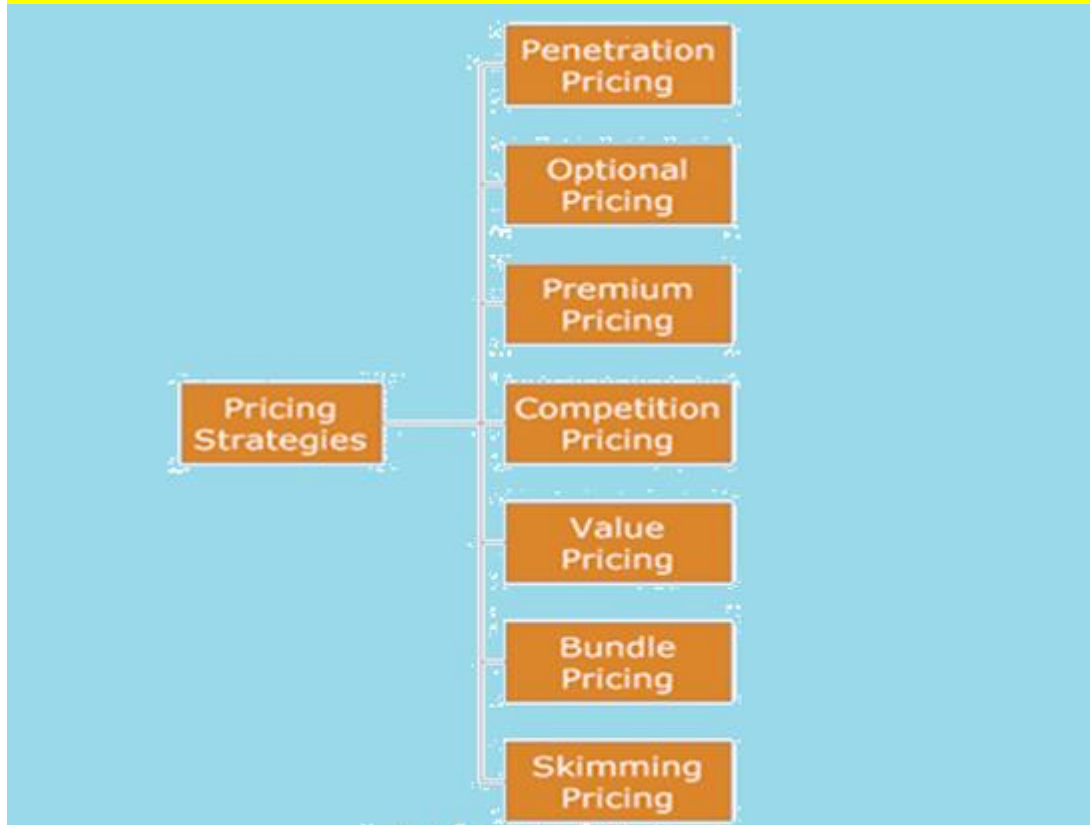 Penetration
Pricing
Optional
Pricing
Premium
Pricing
Pricing
Strategies
Competition
Pricing
Value
Pricing
Bundle
Pricing
Skimming
Pricing